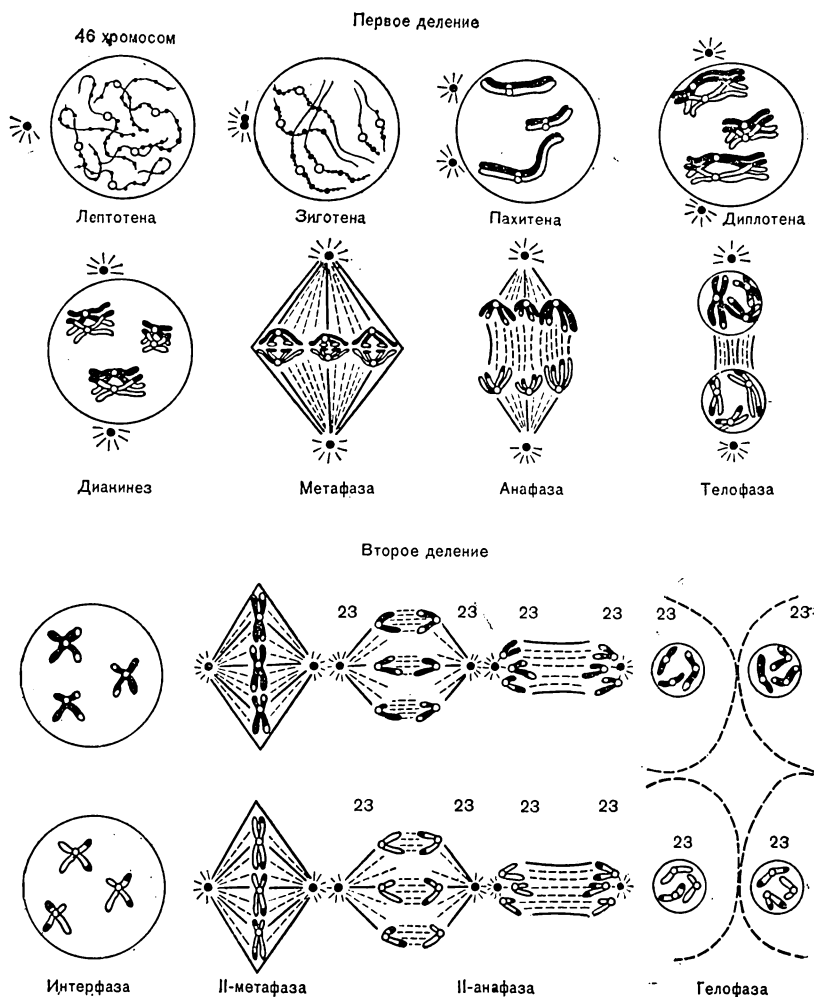 Первое деление
46 хромосом
Лептотена
Зиготена
Пахитена
Диплотена
Диакинез
Метафаза
Анафаза
Телофаза
Второе деление
23 23 23 23 23 23
23 23 23 23 23 23
Интерфаза
II-метафаза
II-анафаза
Гелофаза